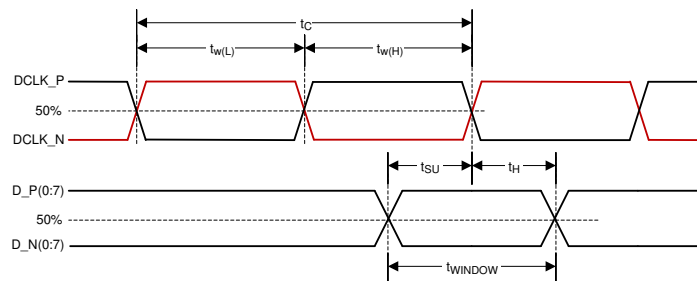 tC
tw(L)
tw(H)
DCLK_P
50%
DCLK_N
tSU
tH
D_P(0:7)
50%
D_N(0:7)
tWINDOW